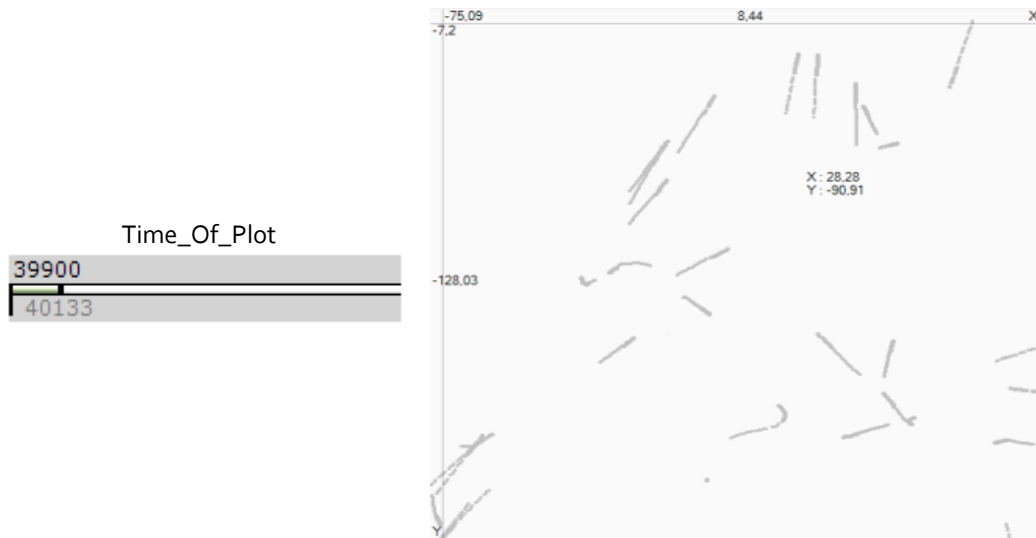 Time_Of_Plot
39900
40133
-75,09
8,44
X
-7,2
X : 28,28
Y : -90,91
-128,03
Y